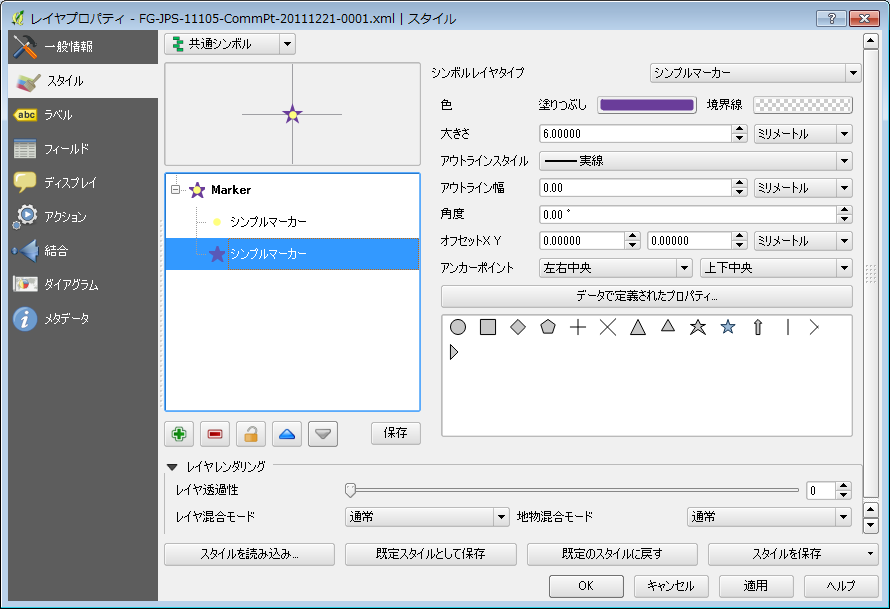 レイヤプロパティ - FG-JPS-11105-CommPt-20111221-0001.xml | スタイル
一般情報
スタイル
abc ラベル
フィールド
ディスプレイ
アクション
結合
ダイアグラム
メタデータ
共通シンボル
Marker
シンプルマーカー
シンプルマーカー
保存
シンボルレイヤタイプ シンプルマーカー
色 塗りつぶし 境界線
大きさ 6.00000 ミリメートル
アウトラインスタイル 実線
アウトライン幅 0.00 ミリメートル
角度 0.00 °
オフセットX Y 0.00000 0.00000 ミリメートル
アンカーポイント 左右中央 上下中央
データで定義されたプロパティ...
レイヤレンダリング
レイヤ透過性 0
レイヤ混合モード 通常 地物混合モード 通常
スタイルを読み込み... 既定スタイルとして保存 既定のスタイルに戻す スタイルを保存
OK キャンセル 適用 ヘルプ